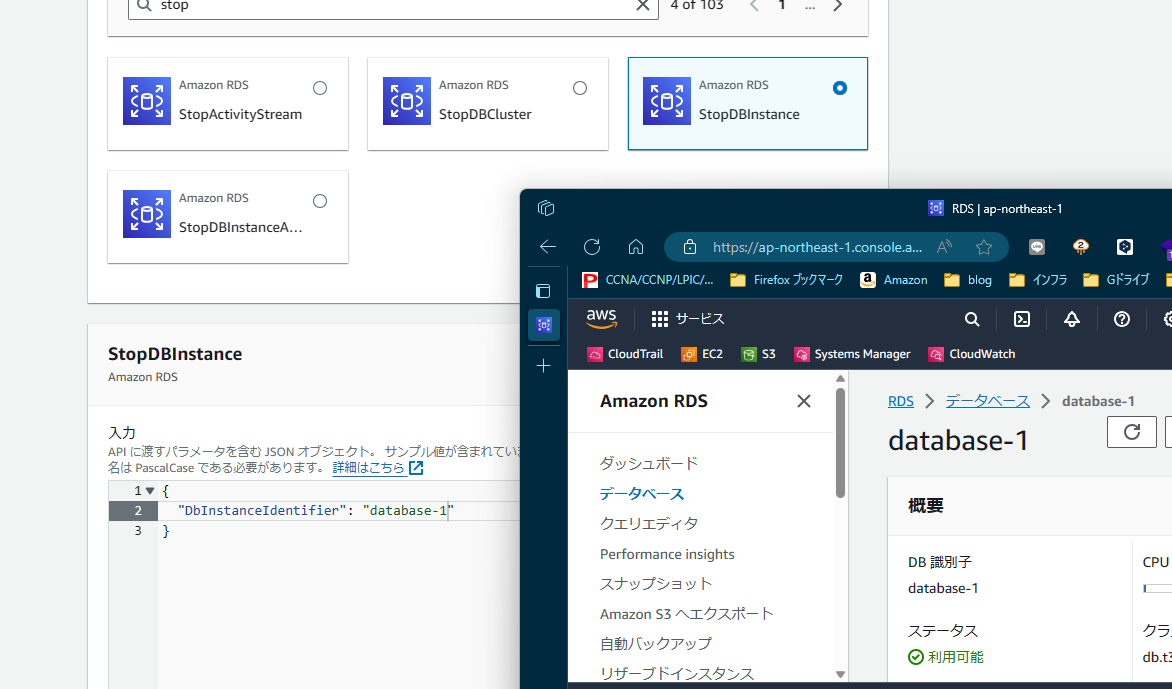 stop
4 of 103
1
...
Amazon RDS
StopActivityStream
Amazon RDS
StopDBCluster
Amazon RDS
StopDBInstance
Amazon RDS
StopDBInstanceA...
StopDBInstance
Amazon RDS
入力
API に渡すパラメータを含む JSON オブジェクト。サンプル値が含まれていま
名は PascalCase である必要があります。 詳細はこちら
1 {
2 "DbInstanceIdentifier": "database-1"
3 }
RDS | ap-northeast-1
https://ap-northeast-1.console.a...
CCNA/CCNP/LPIC/... Firefox ブックマーク Amazon blog インフラ Gドライブ
aws サービス
CloudTrail EC2 S3 Systems Manager CloudWatch
Amazon RDS
ダッシュボード
データベース
クエリエディタ
Performance insights
スナップショット
Amazon S3 へエクスポート
自動バックアップ
リザーブドインスタンス
RDS データベース database-1
database-1
概要
DB 識別子
database-1
ステータス
利用可能
CPU
クラ
db.t3